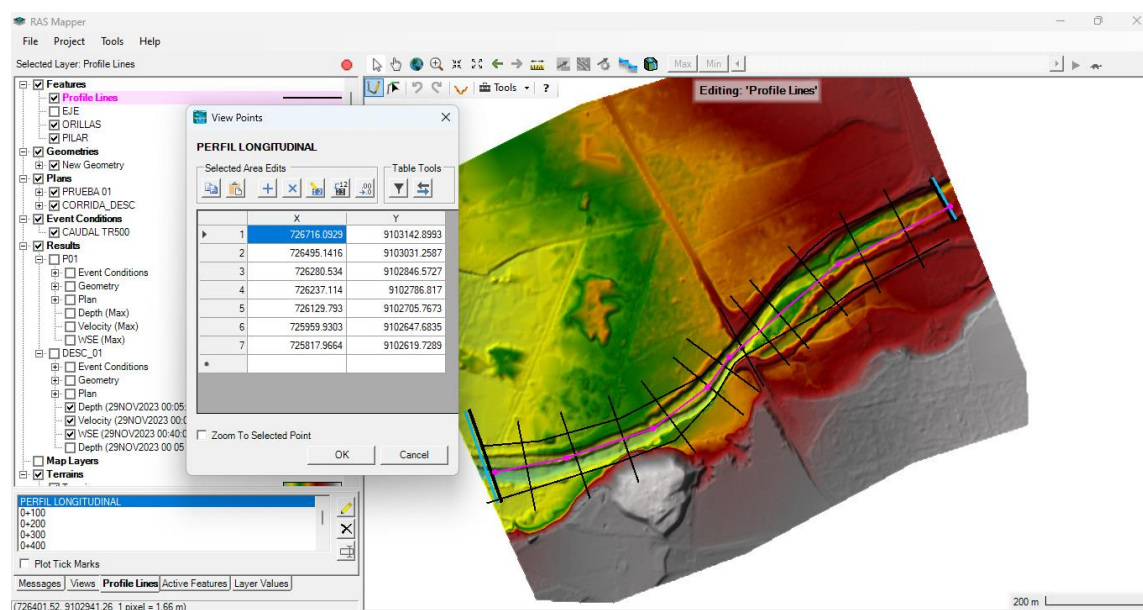 RAS Mapper
File Project Tools Help
Selected Layer: Profile Lines
Max Min
Features
Profile Lines
EJE
ORILLAS
PILAR
Geometries
New Geometry
Plans
PRUEBA 01
CORRIDA_DESC
Event Conditions
CAUDAL TR500
Results
P01
Event Conditions
Geometry
Plan
Depth (Max)
Velocity (Max)
WSE (Max)
DESC_01
Event Conditions
Geometry
Plan
Depth (29NOV2023 00:05:
Velocity (29NOV2023 00:0
WSE (29NOV2023 00:40:0
Depth (29NOV2023 00 05
Map Layers
Terrains
PERFIL LONGITUDINAL
0+100
0+200
0+300
0+400
Plot Tick Marks
Messages Views Profile Lines Active Features Layer Values
(726401.52, 9102941.26 1 pixel = 1.66 m)
View Points
PERFIL LONGITUDINAL
Selected Area Edits Table Tools
X Y
1 726716.0929 9103142.8993
2 726495.1416 9103031.2587
3 726280.534 9102846.5727
4 726237.114 9102786.817
5 726129.793 9102705.7673
6 725959.9303 9102647.6835
7 725817.9664 9102619.7289
Zoom To Selected Point
OK Cancel
Tools ?
Editing: 'Profile Lines'
200 m